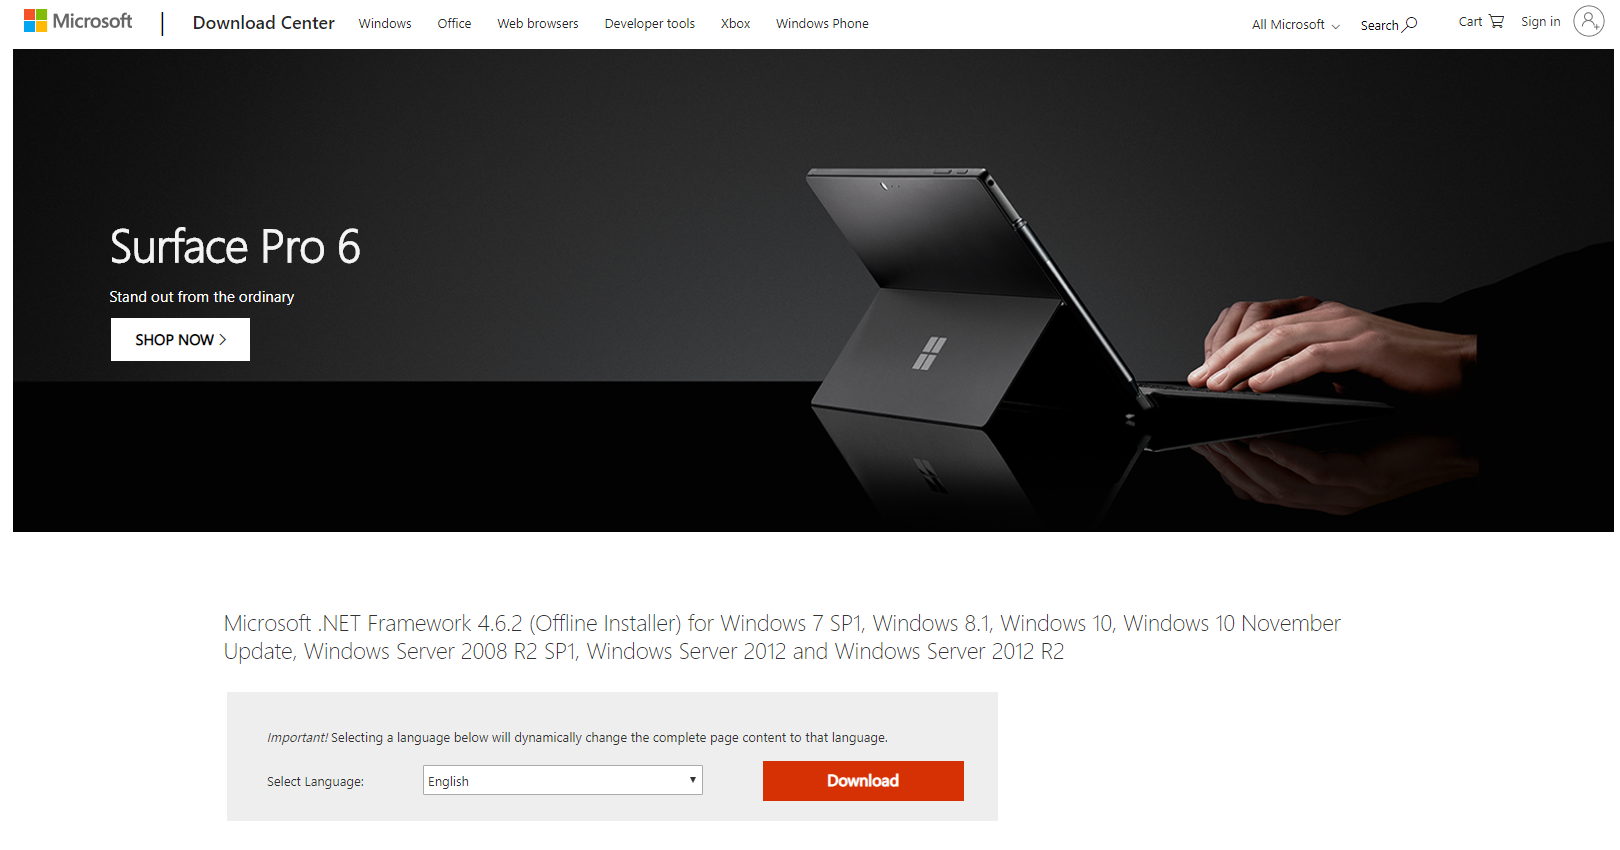 Microsoft
Download Center
Windows
Office
Web browsers
Developer tools
Xbox
Windows Phone
All Microsoft
Search
Cart
Sign in
Surface Pro 6
Stand out from the ordinary
SHOP NOW
Microsoft .NET Framework 4.6.2 (Offline Installer) for Windows 7 SP1, Windows 8.1, Windows 10, Windows 10 November
Update, Windows Server 2008 R2 SP1, Windows Server 2012 and Windows Server 2012 R2
Important! Selecting a language below will dynamically change the complete page content to that language.
Select Language:
English
Download